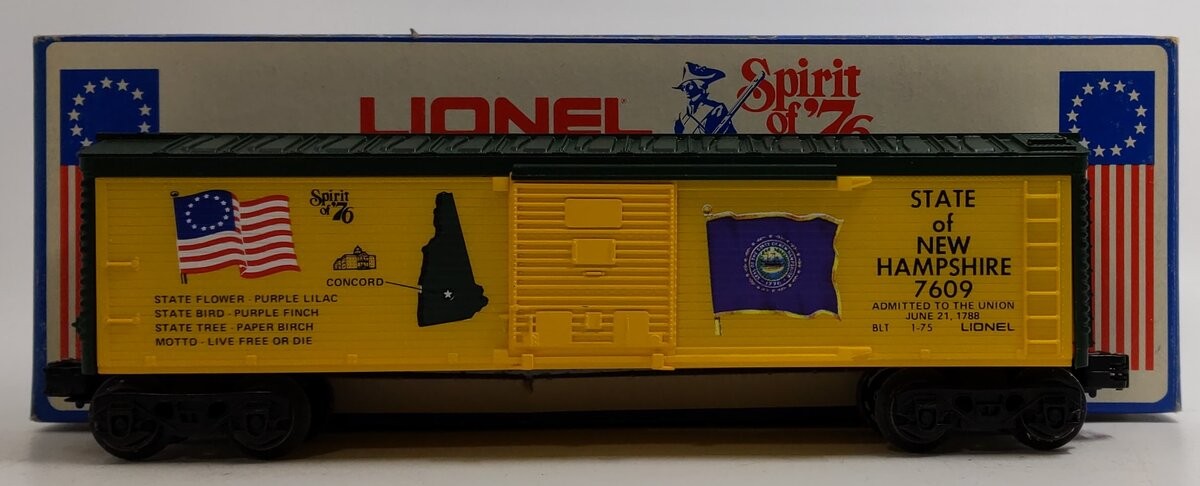 LIONEL
Spirit
of '76
Spirit
of '76
CONCORD
STATE FLOWER - PURPLE LILAC
STATE BIRD - PURPLE FINCH
STATE TREE - PAPER BIRCH
MOTTO - LIVE FREE OR DIE
STATE
of
NEW
HAMPSHIRE
7609
ADMITTED TO THE UNION
JUNE 21, 1788
BLT 1-75 LIONEL
1776